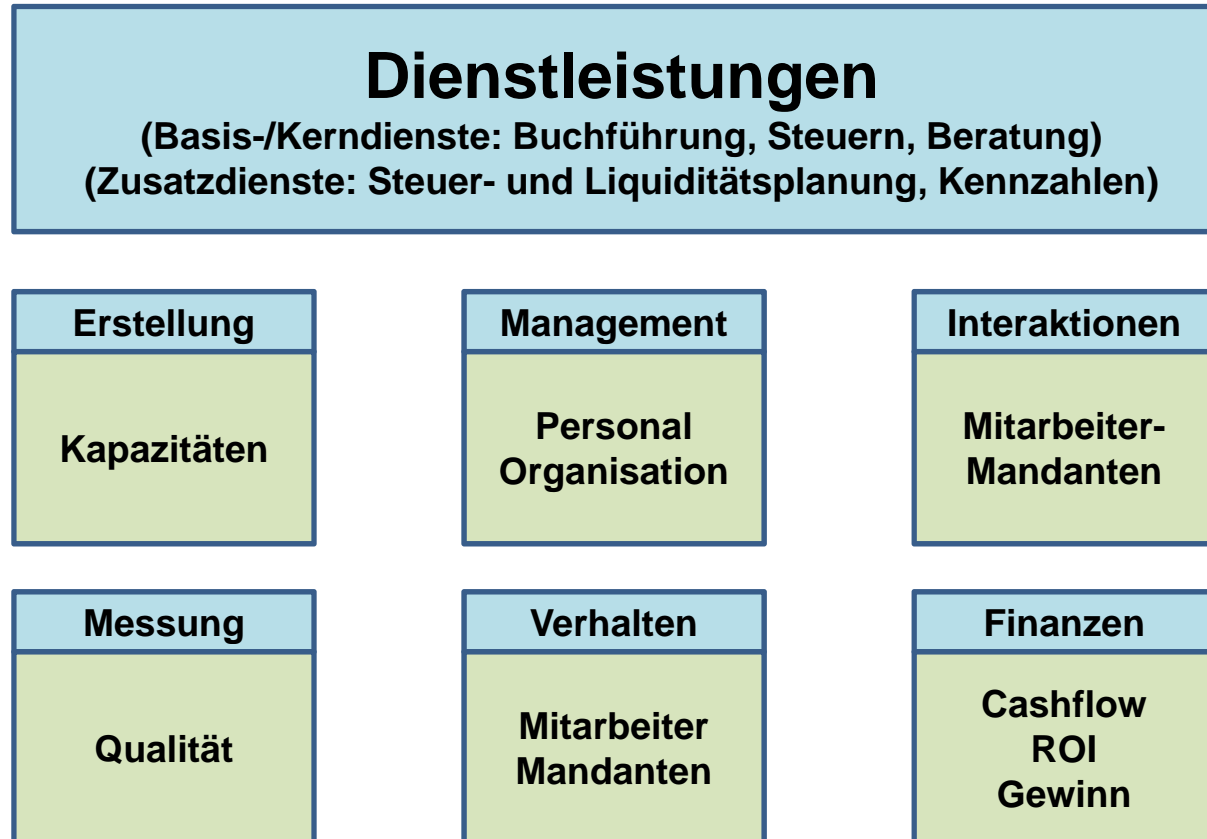 Dienstleistungen
(Basis-/Kerndienste: Buchführung, Steuern, Beratung)
(Zusatzdienste: Steuer- und Liquiditätsplanung, Kennzahlen)
Erstellung
Kapazitäten
Management
Personal
Organisation
Interaktionen
Mitarbeiter-
Mandanten
Messung
Qualität
Verhalten
Mitarbeiter
Mandanten
Finanzen
Cashflow
ROI
Gewinn